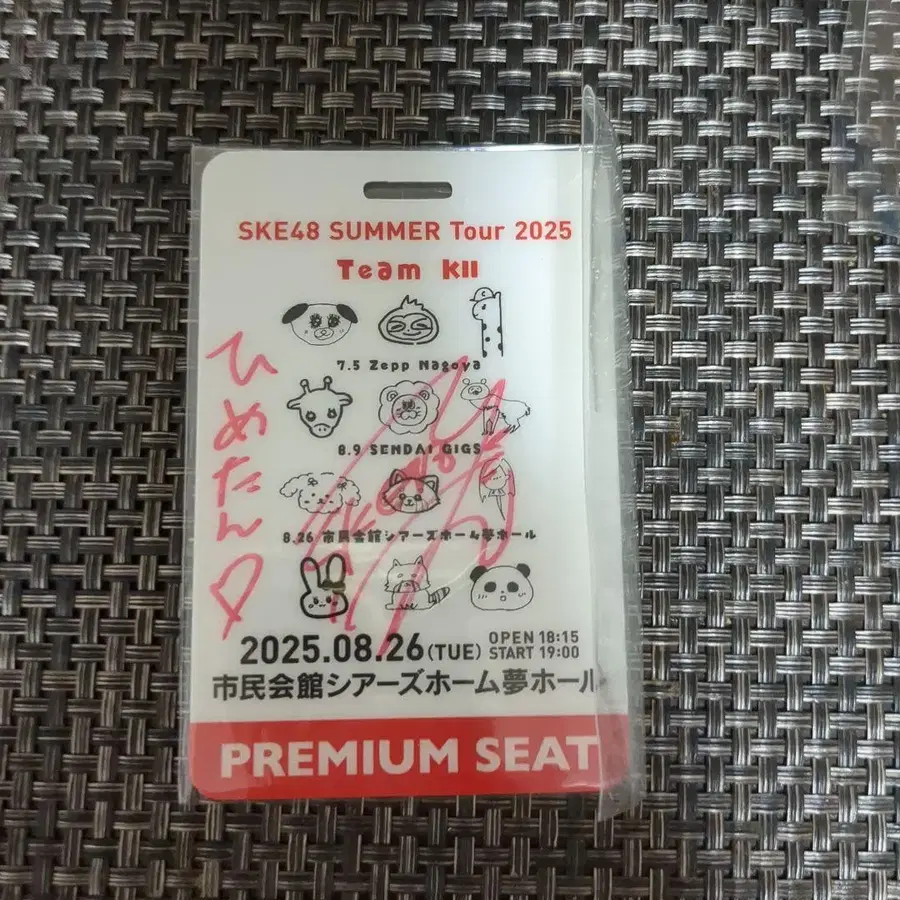 SKE48 SUMMER Tour 2025
Team KII
7.5 Zepp Nagoya
8.9 SENDAI GIGS
8.26 市民会館シアーズホーム夢ホール
ひめたん♡
2025.08.26(TUE)
OPEN 18:15
START 19:00
市民会館シアーズホーム夢ホール
PREMIUM SEAT